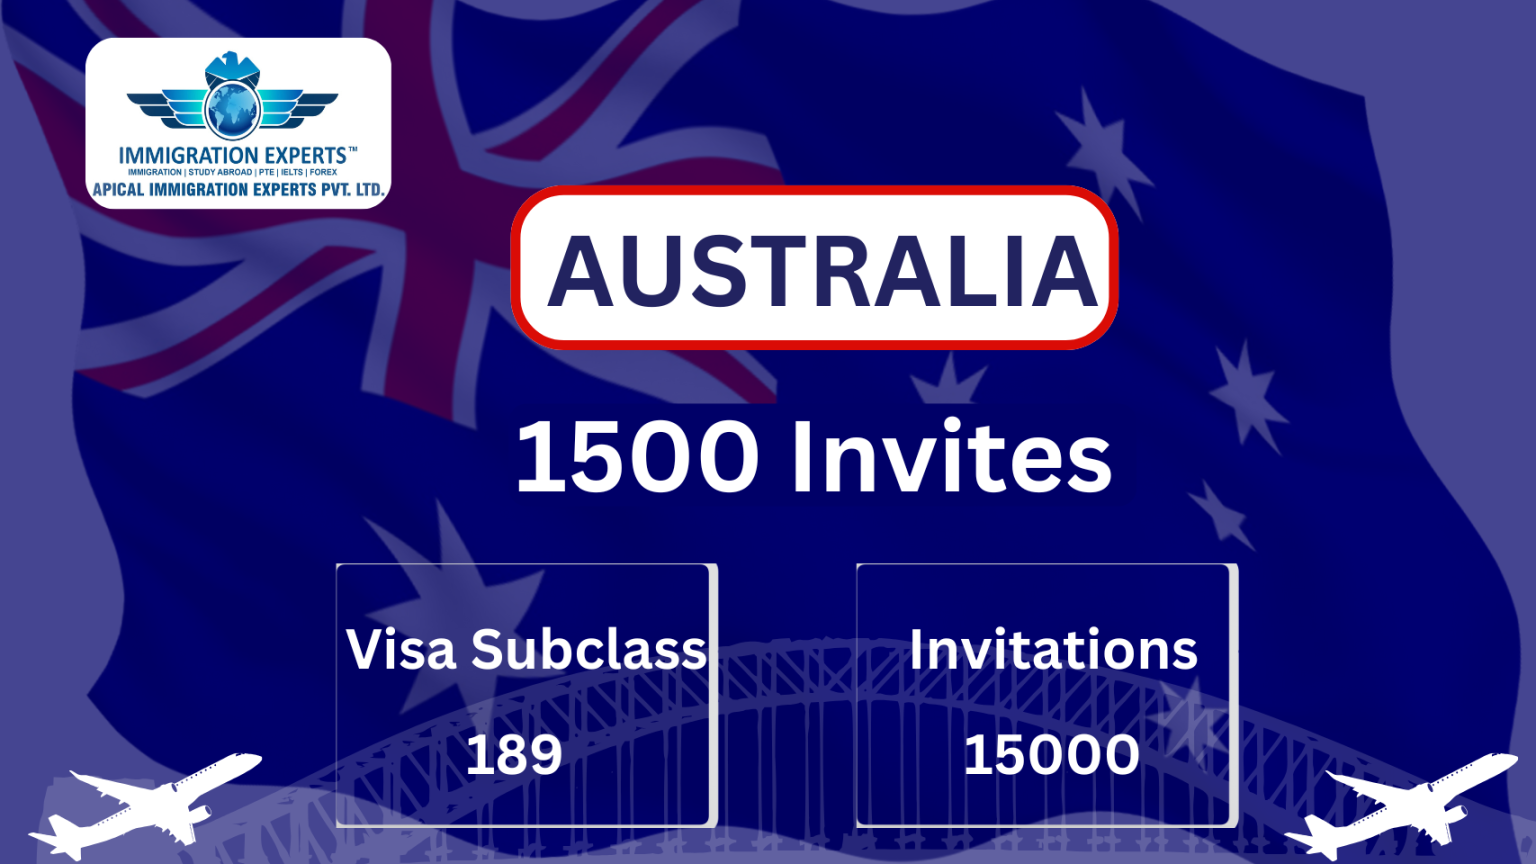 IMMIGRATION EXPERTS™
IMMIGRATION | STUDY ABROAD | PTE | IELTS | FOREX
APICAL IMMIGRATION EXPERTS PVT. LTD.
AUSTRALIA
1500 Invites
Visa Subclass
189
Invitations
15000